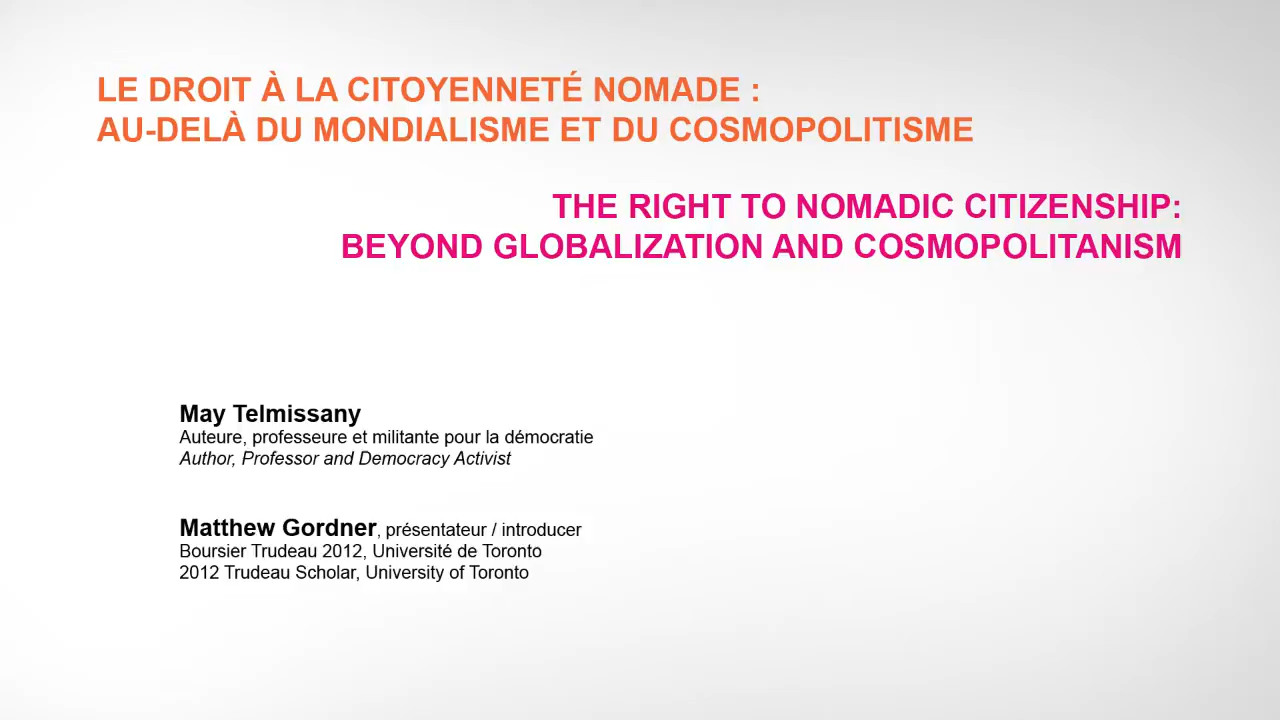 LE DROIT À LA CITOYENNETÉ NOMADE :
AU-DELÀ DU MONDIALISME ET DU COSMOPOLITISME
THE RIGHT TO NOMADIC CITIZENSHIP:
BEYOND GLOBALIZATION AND COSMOPOLITANISM
May Telmissany
Auteure, professeure et militante pour la démocratie
Author, Professor and Democracy Activist
Matthew Gordner, présentateur / introducer
Boursier Trudeau 2012, Université de Toronto
2012 Trudeau Scholar, University of Toronto